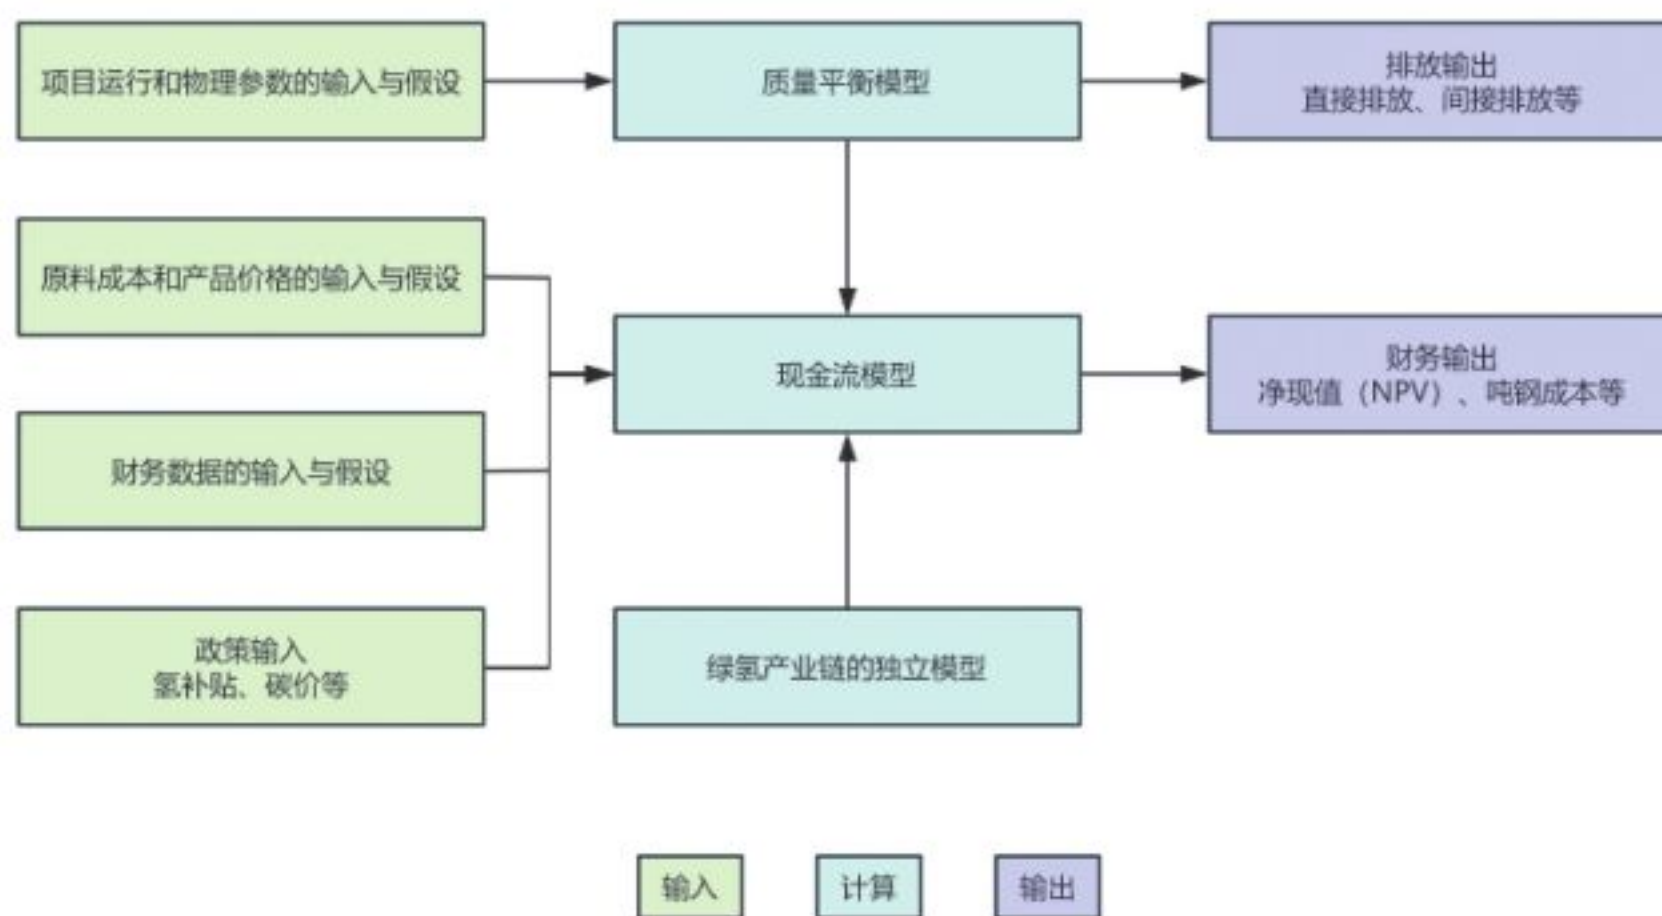 项目运行和物理参数的输入与假设
质量平衡模型
排放输出
直接排放、间接排放等
原料成本和产品价格的输入与假设
现金流模型
财务输出
净现值（NPV）、吨钢成本等
财务数据的输入与假设
政策输入
氢补贴、碳价等
绿氢产业链的独立模型
输入
计算
输出